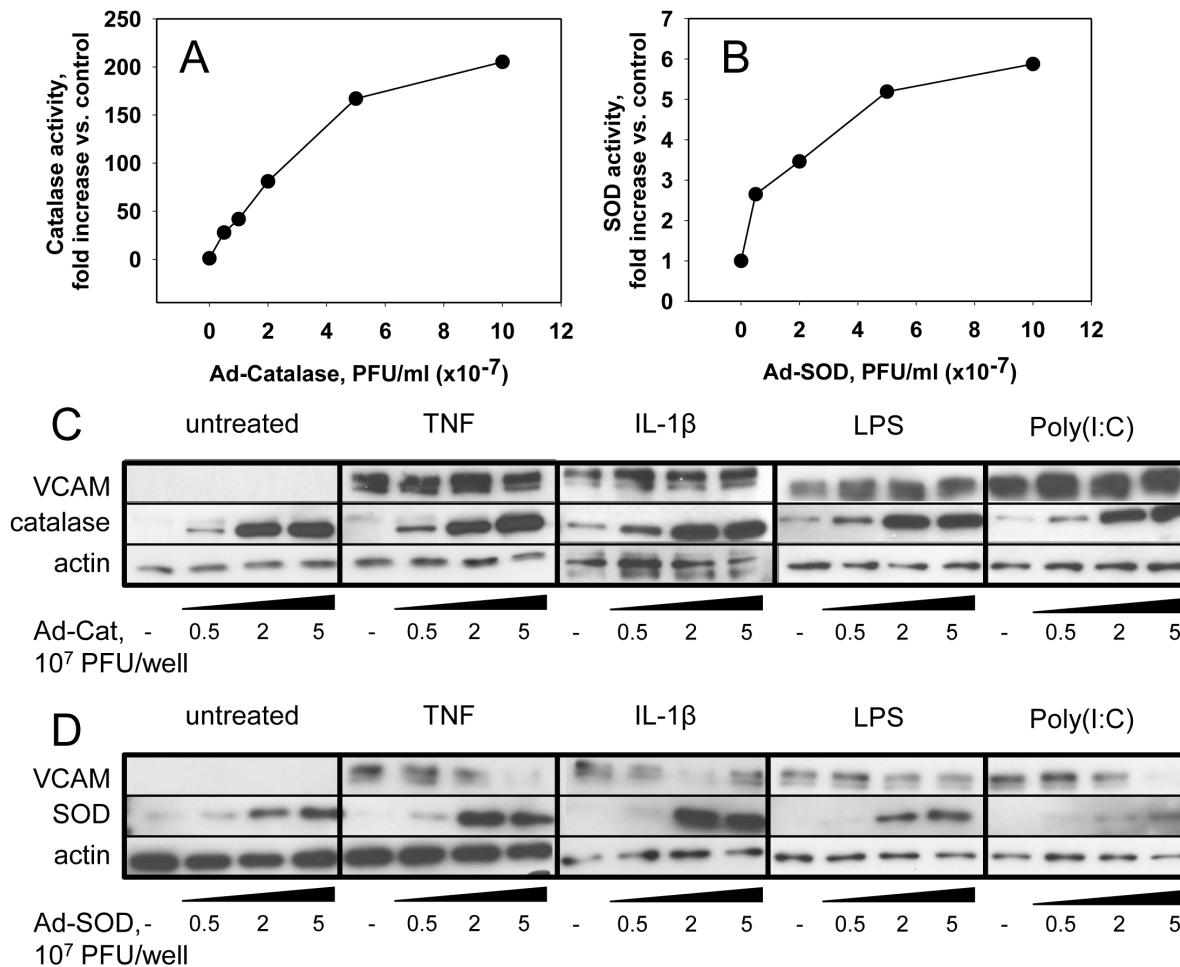 A
B
Catalase activity,
fold increase vs. control
250
200
150
100
50
0
0 2 4 6 8 10 12
Ad-Catalase, PFU/ml (x10⁻⁷)
SOD activity,
fold increase vs. control
7
6
5
4
3
2
1
0
0 2 4 6 8 10 12
Ad-SOD, PFU/ml (x10⁻⁷)
C
untreated TNF IL-1β LPS Poly(I:C)
VCAM
catalase
actin
Ad-Cat, - 0.5 2 5 - 0.5 2 5 - 0.5 2 5 - 0.5 2 5 - 0.5 2 5
10⁷ PFU/well
D
untreated TNF IL-1β LPS Poly(I:C)
VCAM
SOD
actin
Ad-SOD, - 0.5 2 5 - 0.5 2 5 - 0.5 2 5 - 0.5 2 5 - 0.5 2 5
10⁷ PFU/well